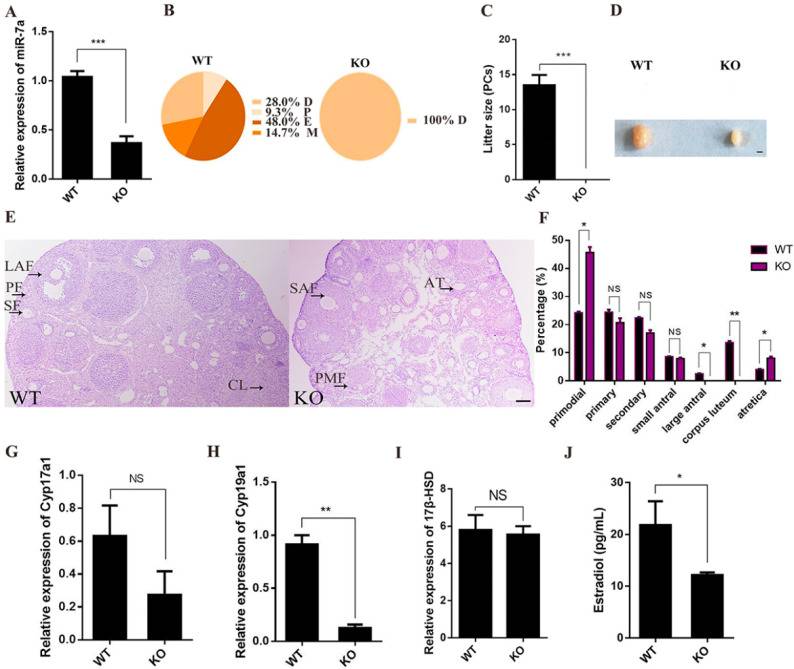 A
Relative expression of miR-7a
1.5
1.0
0.5
0.0
***
WT
KO
B
WT
KO
28.0% D
9.3% P
48.0% E
14.7% M
100% D
C
Litter size (PCs)
20
15
10
5
0
***
WT
KO
D
WT
KO
E
LAF
PF
SF
CL
WT
SAF
AT
PMF
KO
F
Percentage (%)
50
40
30
20
10
0
*
NS
NS
NS
*
**
*
WT
KO
primodial
primary
secondary
small antral
large antral
corpus luteum
atretica
G
Relative expression of Cyp17a1
1.0
0.8
0.6
0.4
0.2
0.0
NS
WT
KO
H
Relative expression of Cyp19a1
1.5
1.0
0.5
0.0
**
WT
KO
I
Relative expression of 17β-HSD
8
6
4
2
0
NS
WT
KO
J
Estradiol (pg/mL)
30
20
10
0
*
WT
KO